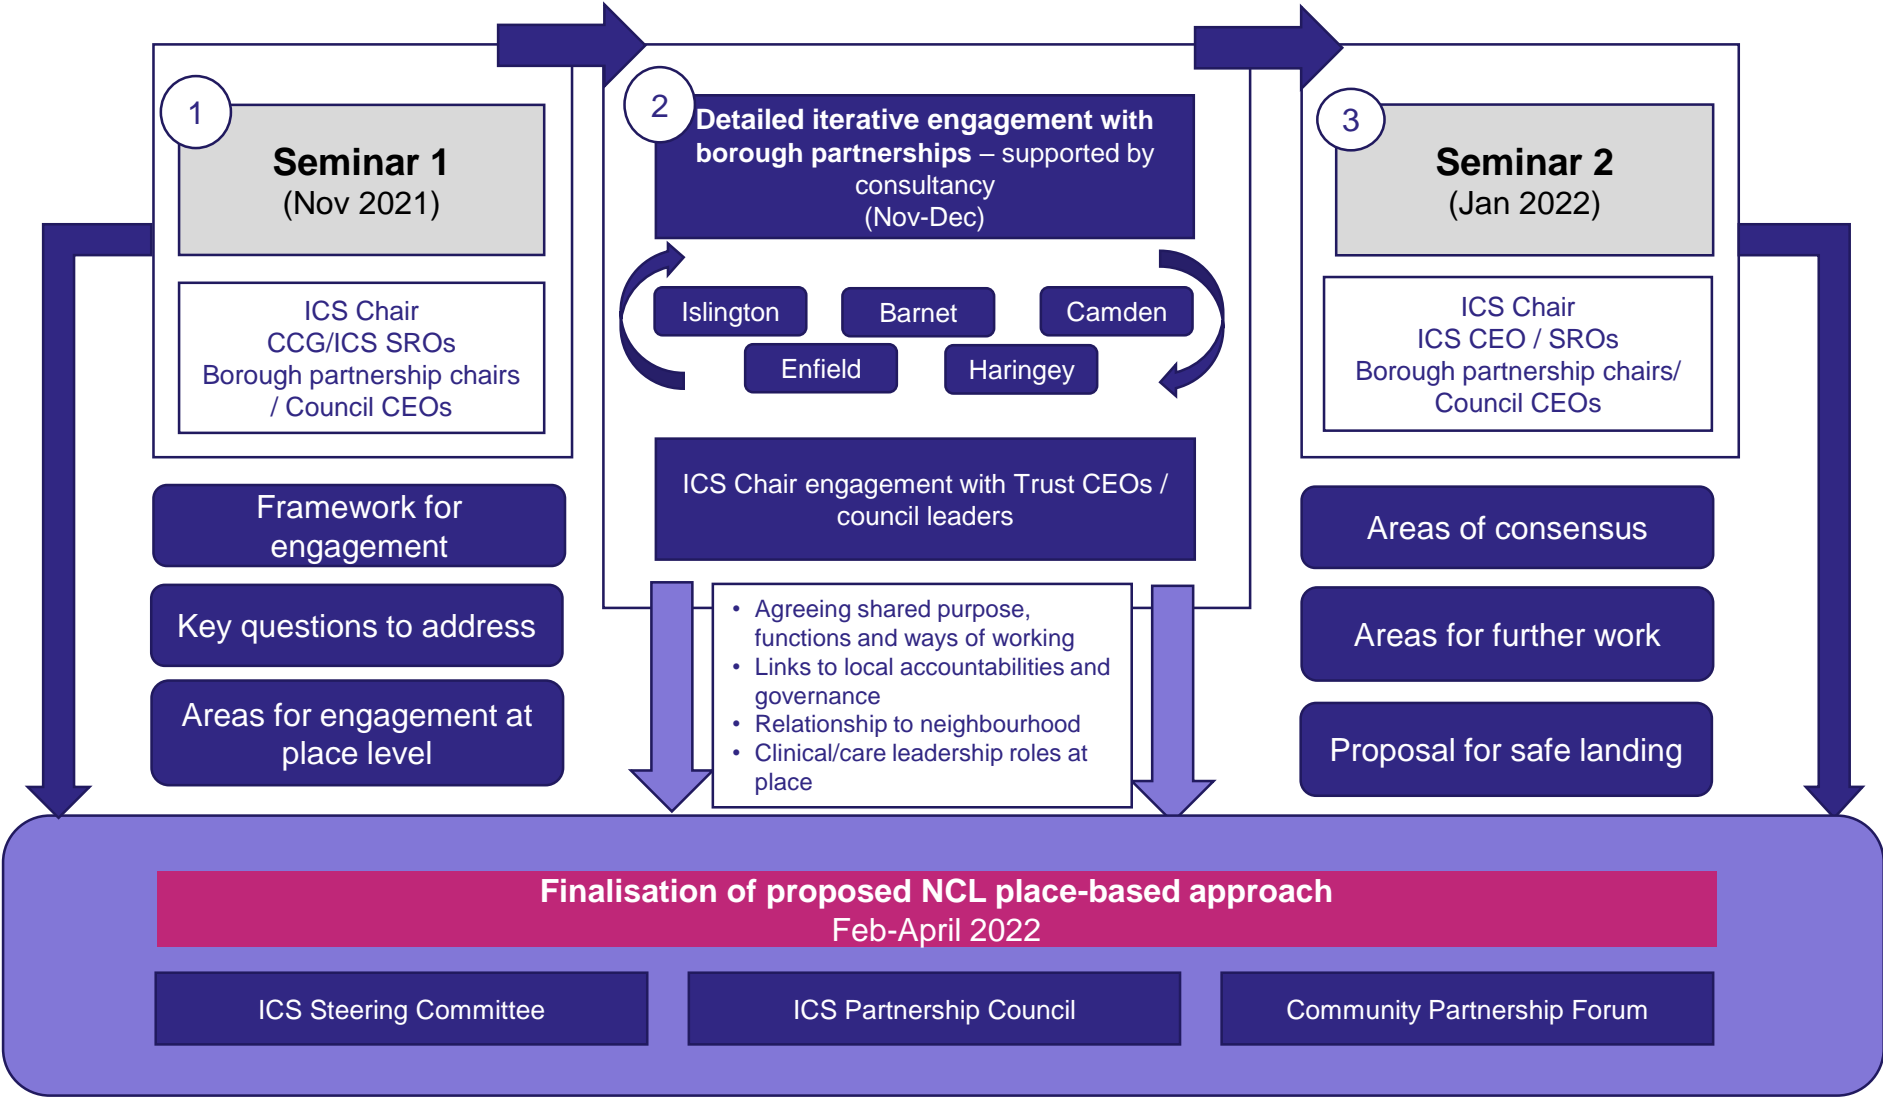 1
Seminar 1
(Nov 2021)
ICS Chair
CCG/ICS SROs
Borough partnership chairs
/ Council CEOs
Framework for
engagement
Key questions to address
Areas for engagement at
place level
2
Detailed iterative engagement with
borough partnerships – supported by
consultancy
(Nov-Dec)
Islington
Barnet
Camden
Enfield
Haringey
ICS Chair engagement with Trust CEOs /
council leaders
• Agreeing shared purpose,
functions and ways of working
• Links to local accountabilities and
governance
• Relationship to neighbourhood
• Clinical/care leadership roles at
place
3
Seminar 2
(Jan 2022)
ICS Chair
ICS CEO / SROs
Borough partnership chairs/
Council CEOs
Areas of consensus
Areas for further work
Proposal for safe landing
Finalisation of proposed NCL place-based approach
Feb-April 2022
ICS Steering Committee
ICS Partnership Council
Community Partnership Forum